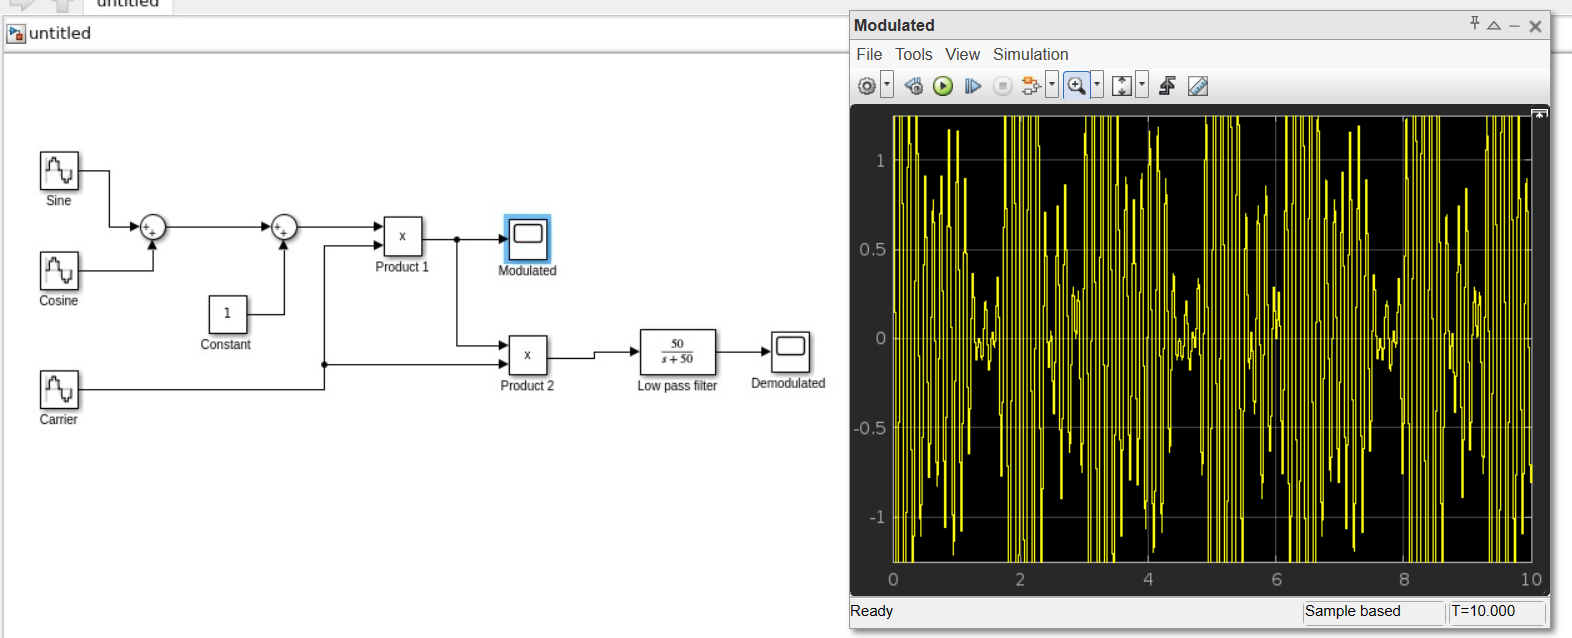 untitled
untitled
Sine
Cosine
1
Constant
Carrier
x
Product 1
Modulated
x
Product 2
50
s + 50
Low pass filter
Demodulated
Modulated
File Tools View Simulation
1
0.5
0
-0.5
-1
0 2 4 6 8 10
Ready Sample based T=10.000